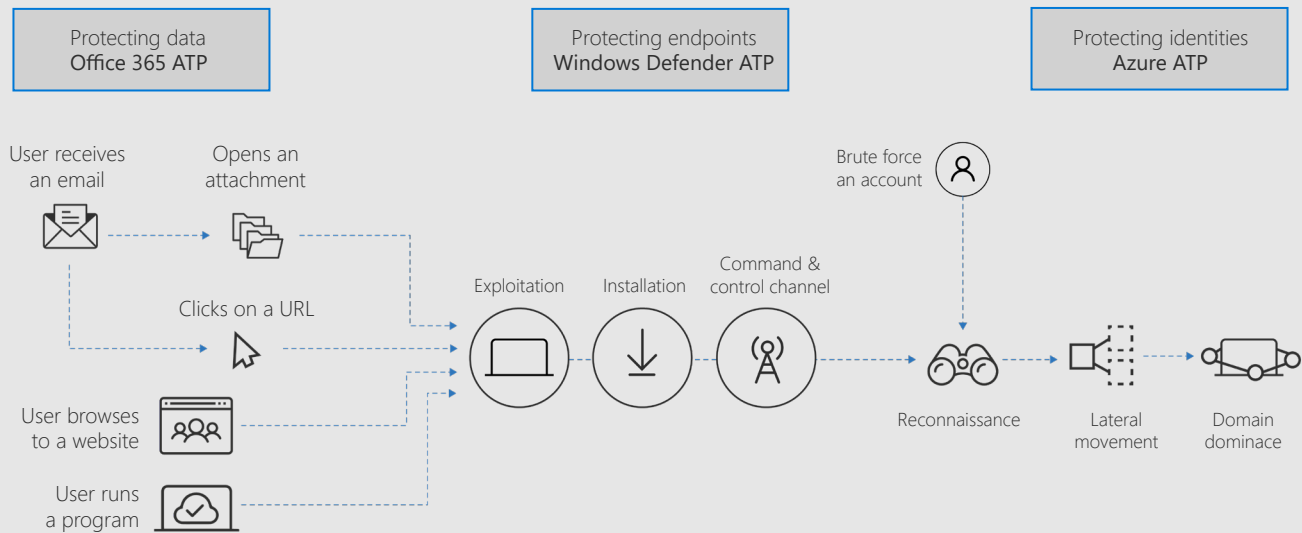 Protecting data
Office 365 ATP
Protecting endpoints
Windows Defender ATP
Protecting identities
Azure ATP
User receives
an email
Opens an
attachment
Brute force
an account
Clicks on a URL
Exploitation
Installation
Command &
control channel
User browses
to a website
Reconnaissance
Lateral
movement
Domain
dominace
User runs
a program